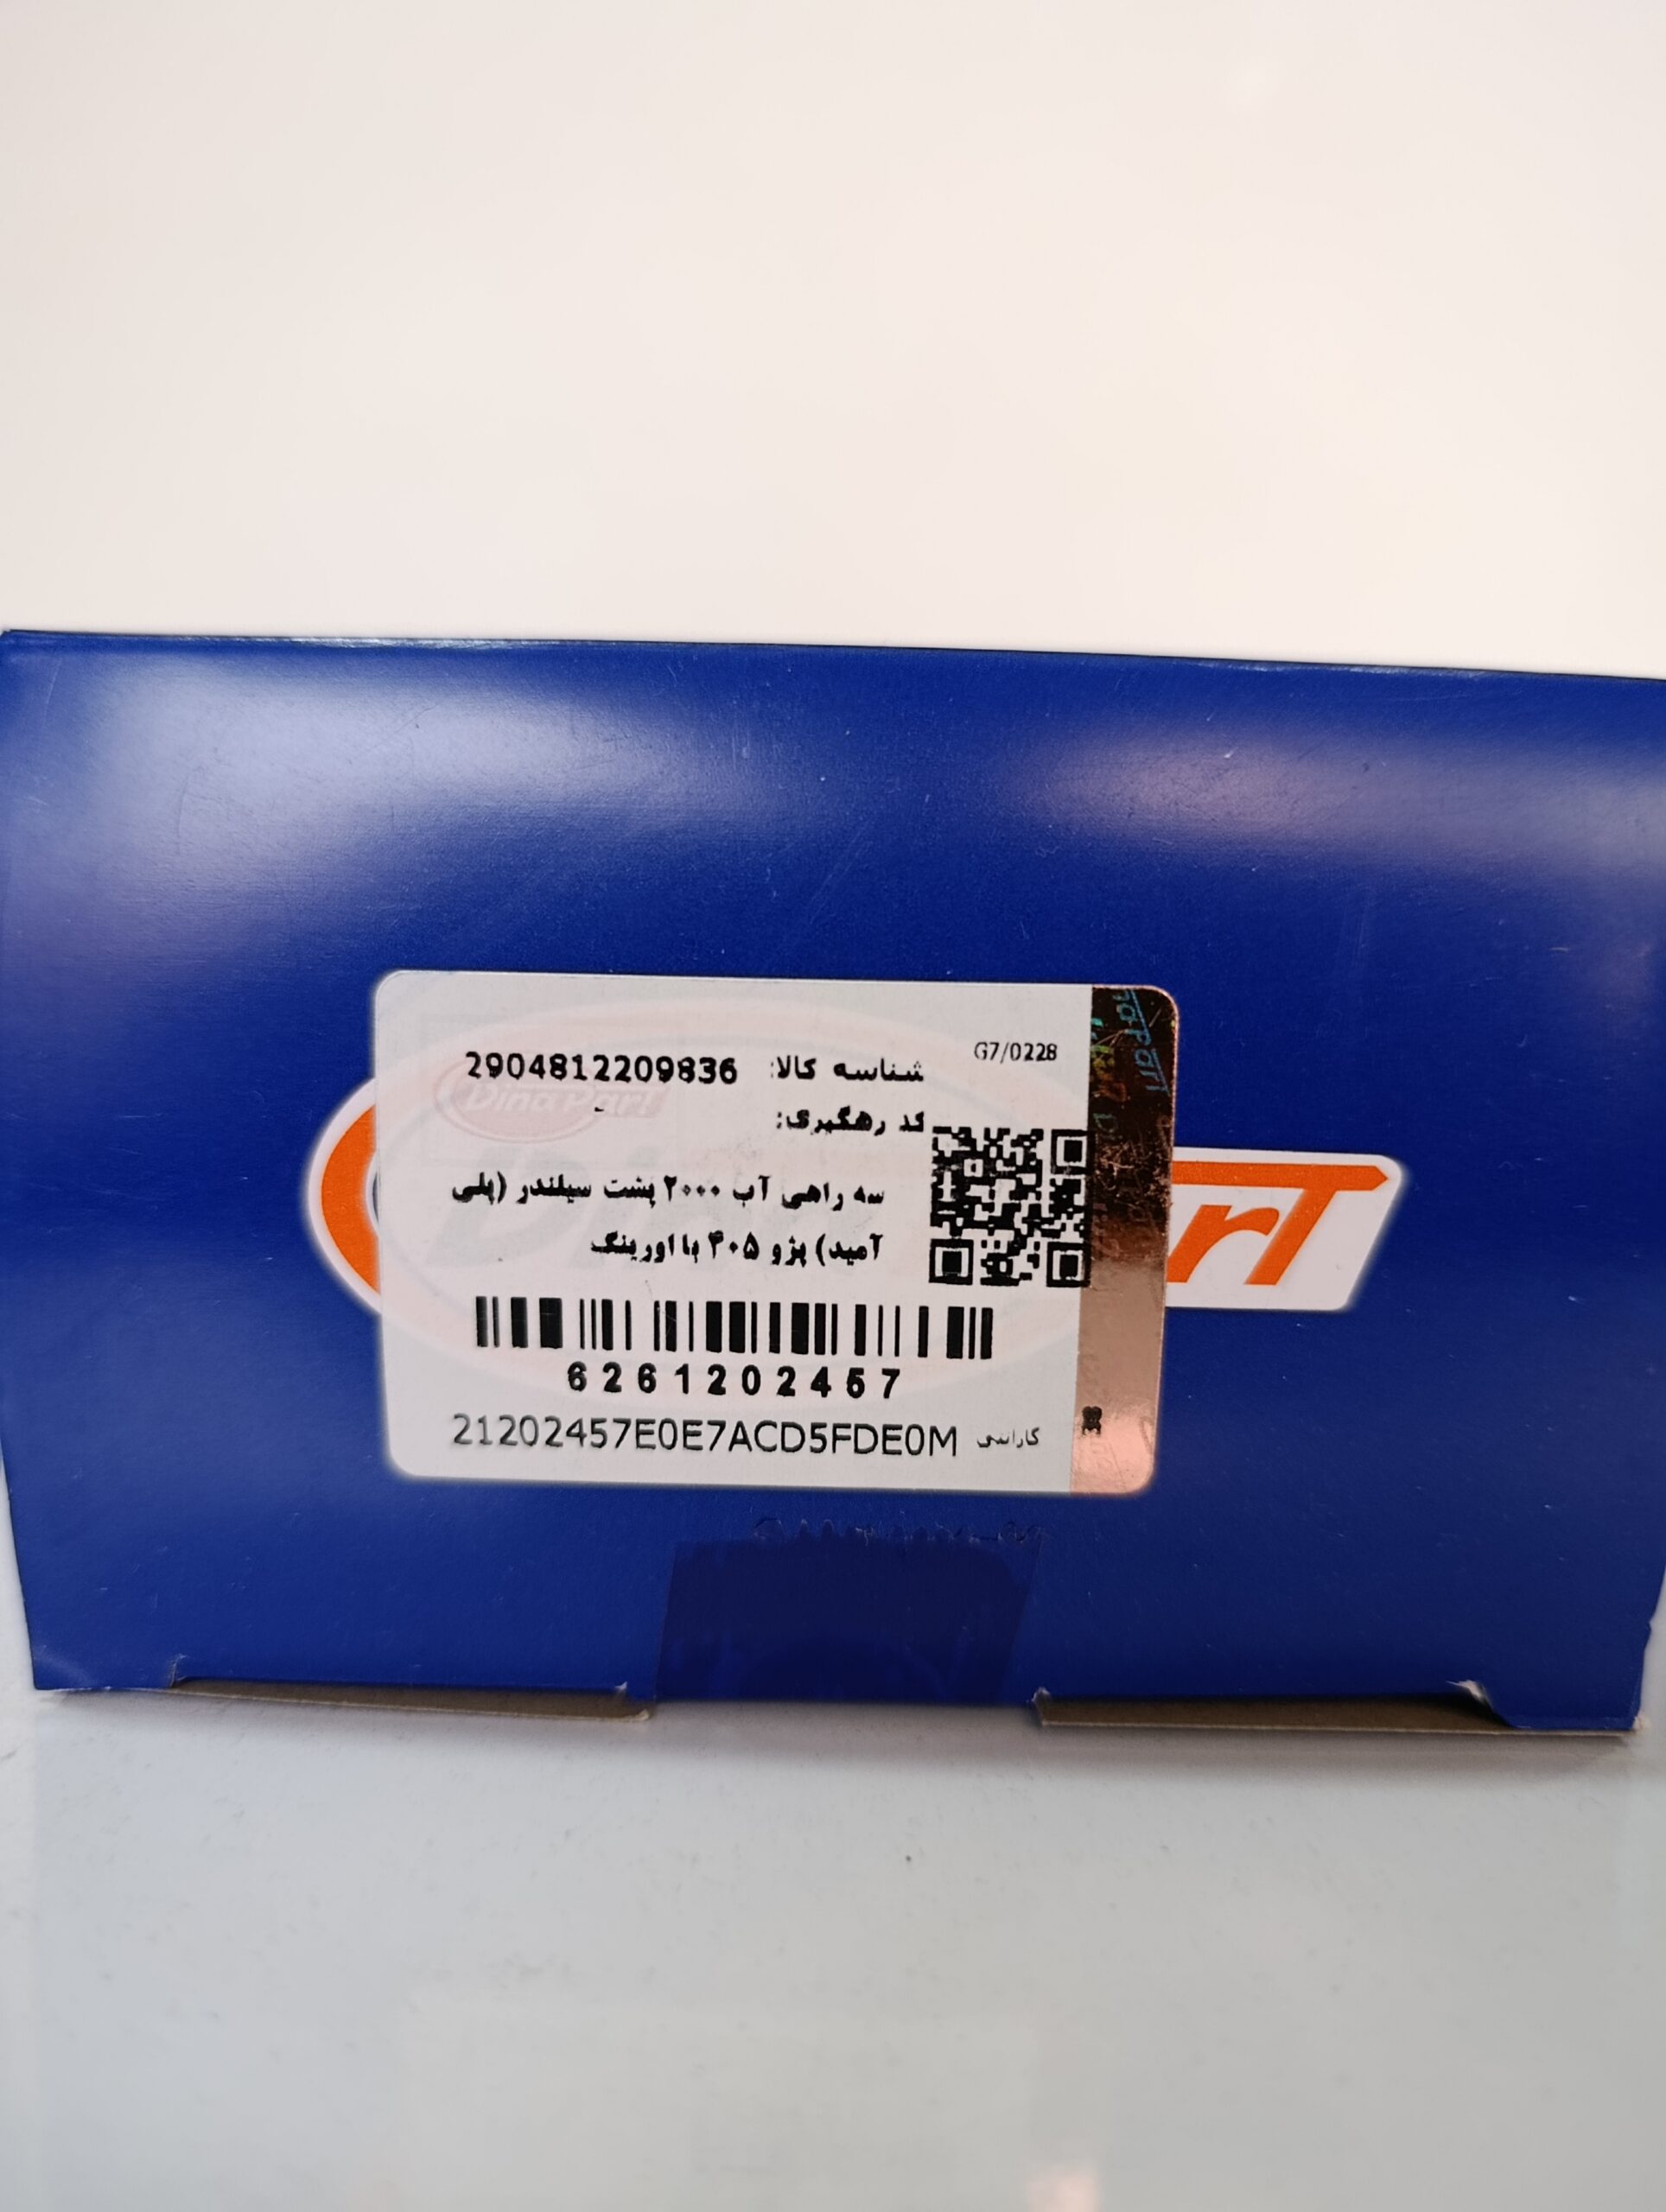 G7/0228
شناسه کالا: 2904812209836
کد رهگیری:
سه راهی آب ۲۰۰۰ پشت سیلندر (پلی
آمید) پژو ۴۰۵ با اورینگ
6261202457
گارانتی 21202457E0E7ACD5FDE0M
Dinapart